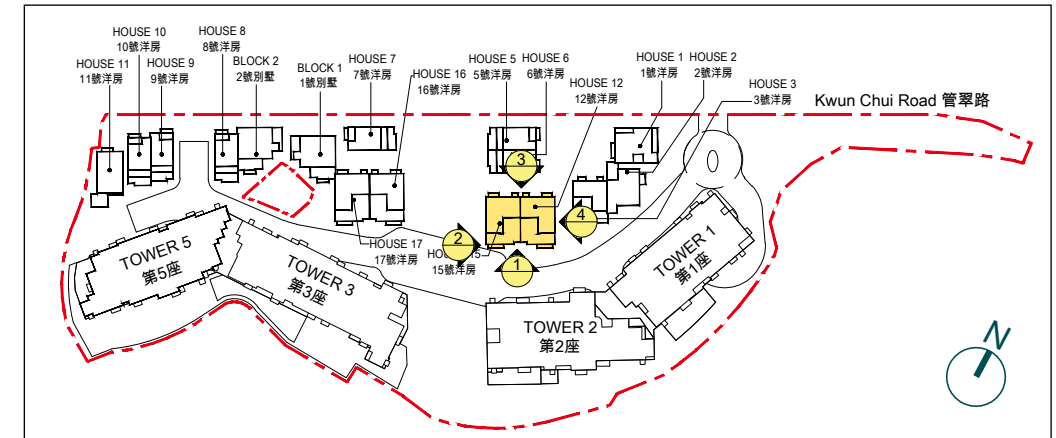 HOUSE 10
10號洋房
HOUSE 8
8號洋房
HOUSE 11
11號洋房
HOUSE 9
9號洋房
BLOCK 2
2號別墅
BLOCK 1
1號別墅
HOUSE 7
7號洋房
HOUSE 16
16號洋房
HOUSE 5
5號洋房
HOUSE 6
6號洋房
HOUSE 12
12號洋房
HOUSE 1
1號洋房
HOUSE 2
2號洋房
HOUSE 3
3號洋房
Kwun Chui Road 管翠路
3
4
2
1
HOUSE 17
17號洋房
HOUSE 15
15號洋房
TOWER 5
第5座
TOWER 3
第3座
TOWER 2
第2座
TOWER 1
第1座
N